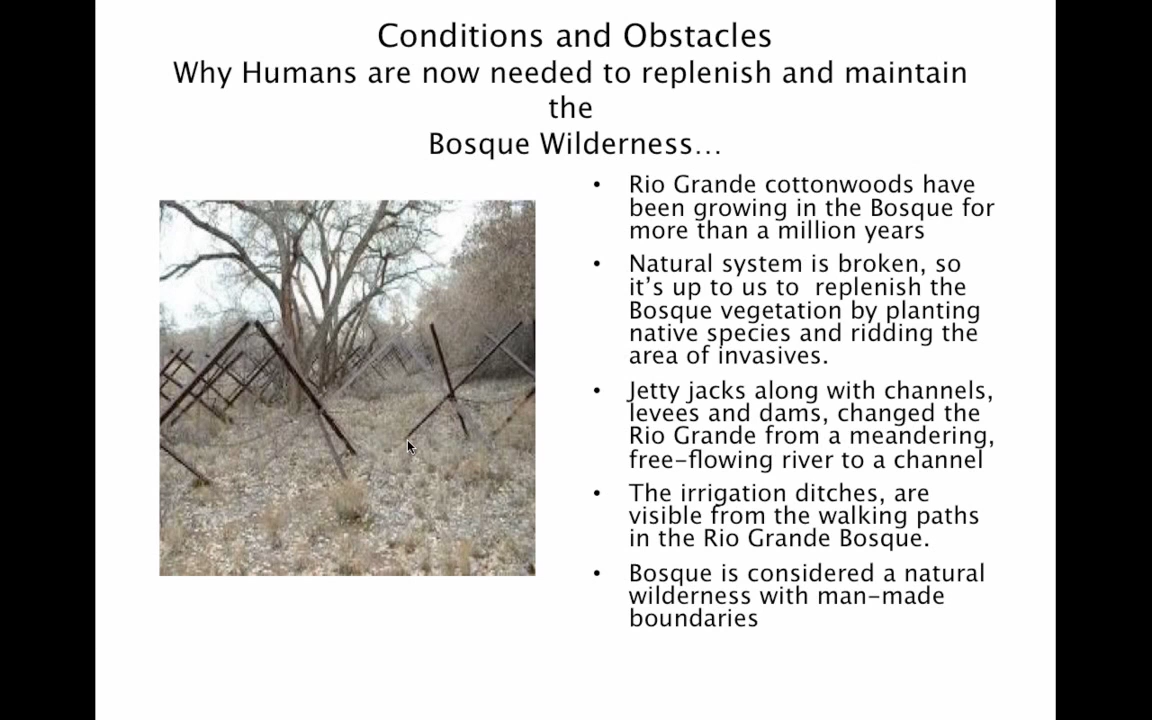 Conditions and Obstacles
Why Humans are now needed to replenish and maintain
the
Bosque Wilderness…
• Rio Grande cottonwoods have
been growing in the Bosque for
more than a million years
• Natural system is broken, so
it’s up to us to  replenish the
Bosque vegetation by planting
native species and ridding the
area of invasives.
• Jetty jacks along with channels,
levees and dams, changed the
Rio Grande from a meandering,
free-flowing river to a channel
• The irrigation ditches, are
visible from the walking paths
in the Rio Grande Bosque.
• Bosque is considered a natural
wilderness with man-made
boundaries